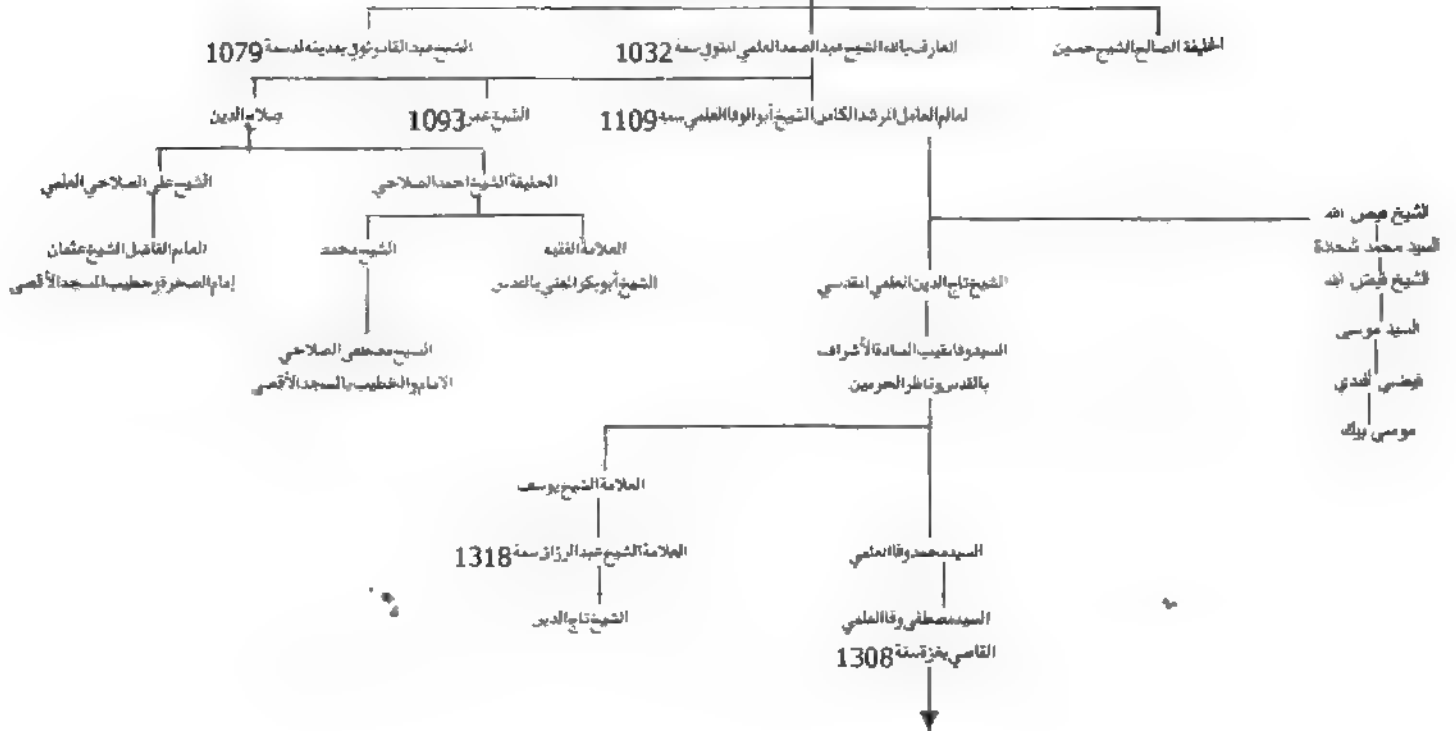 الخليفة الصالح الشيخ حسين
العارف بالله الشيخ عبد الصمد العلمي المتوفى سنة 1032
الشيخ عبد القادر توفي بمدينة لد سنة 1079
لعالم العامل المرشد الكامل الشيخ أبو الوفا العلمي سنة 1109
الشيخ عمر 1093
صلاح الدين
الحليفة الشيخ احمد الصلاحي
الشيخ علي الصلاحي العلمي
الشيخ فيض الله
السيد محمد شحادة
الشيخ فيض الله
السيد موسى
فيضي أفندي
موسى بيك
العلامة الفقيه
الشيخ أبو بكر المفتي بالقدس
الشيخ محمد
العالم الفاضل الشيخ عثمان
إمام الصخرة وخطيب المسجد الأقصى
الشيخ تاج الدين العلمي المقدسي
السيد وفا نقيب السادة الأشراف
بالقدس وناظر الحرمين
الشيخ مصطفى الصلاحي
الامام والخطيب بالمسجد الأقصى
العلامة الشيخ يوسف
السيد محمد وفا العلمي
العلامة الشيخ عبد الرزاق سنة 1318
السيد مصطفى وفا العلمي
القاضي بغزة سنة 1308
الشيخ تاج الدين